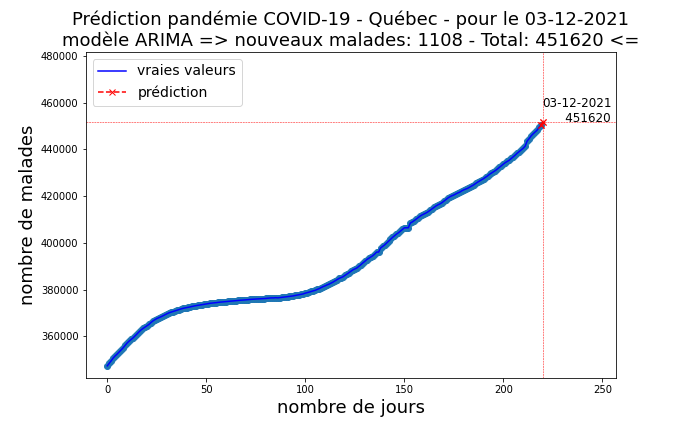 Prédiction pandémie COVID-19 - Québec - pour le 03-12-2021
modèle ARIMA => nouveaux malades: 1108 - Total: 451620 <=
vraies valeurs
prédiction
03-12-2021
451620
nombre de malades
480000
460000
440000
420000
400000
380000
360000
0
50
100
150
200
250
nombre de jours